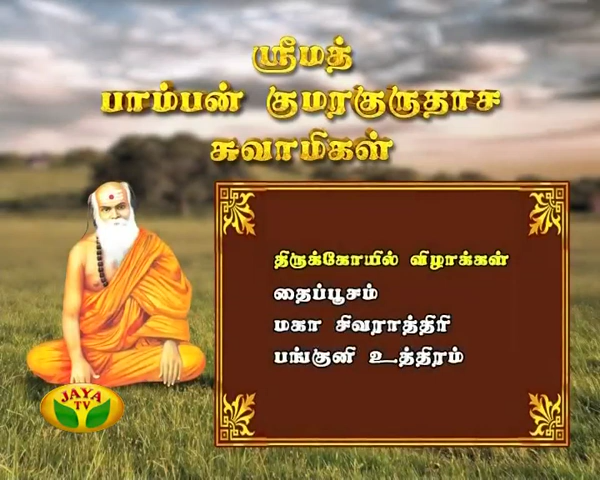 ஸ்ரீமத்
பாம்பன் குமரகுருதாச
சுவாமிகள்
திருக்கோயில் விழாக்கள்
தைப்பூசம்
மகா சிவராத்திரி
பங்குனி உத்திரம்
JAYA
TV